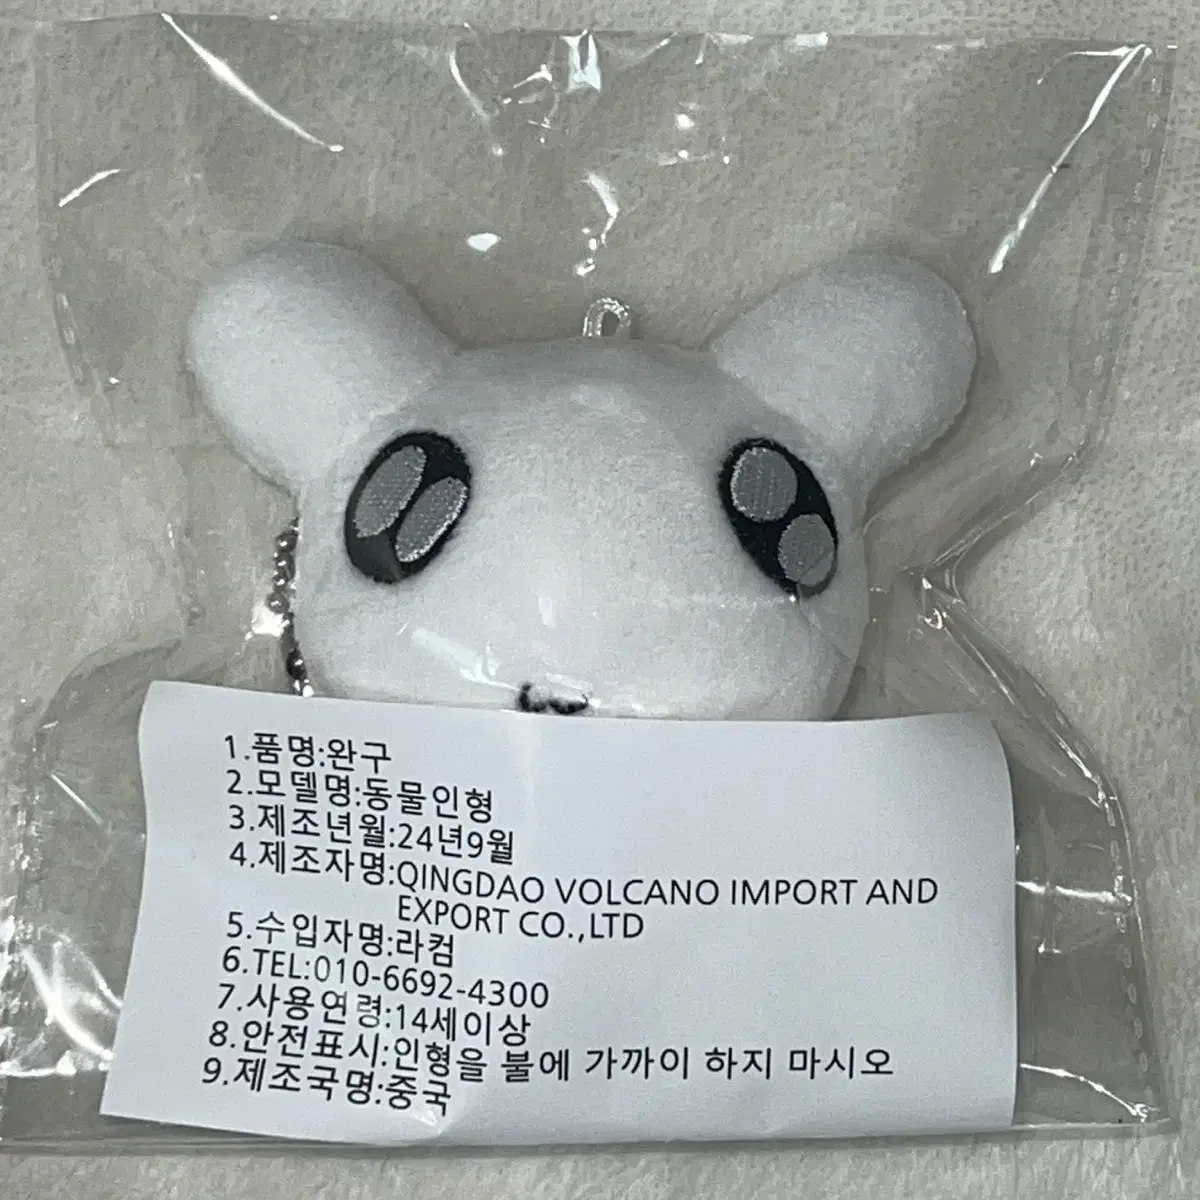 1.품명:완구
2.모델명:동물인형
3.제조년월:24년9월
4.제조자명:QINGDAO VOLCANO IMPORT AND
EXPORT CO.,LTD
5.수입자명:라컴
6.TEL:010-6692-4300
7.사용연령:14세이상
8.안전표시:인형을 불에 가까이 하지 마시오
9.제조국명:중국